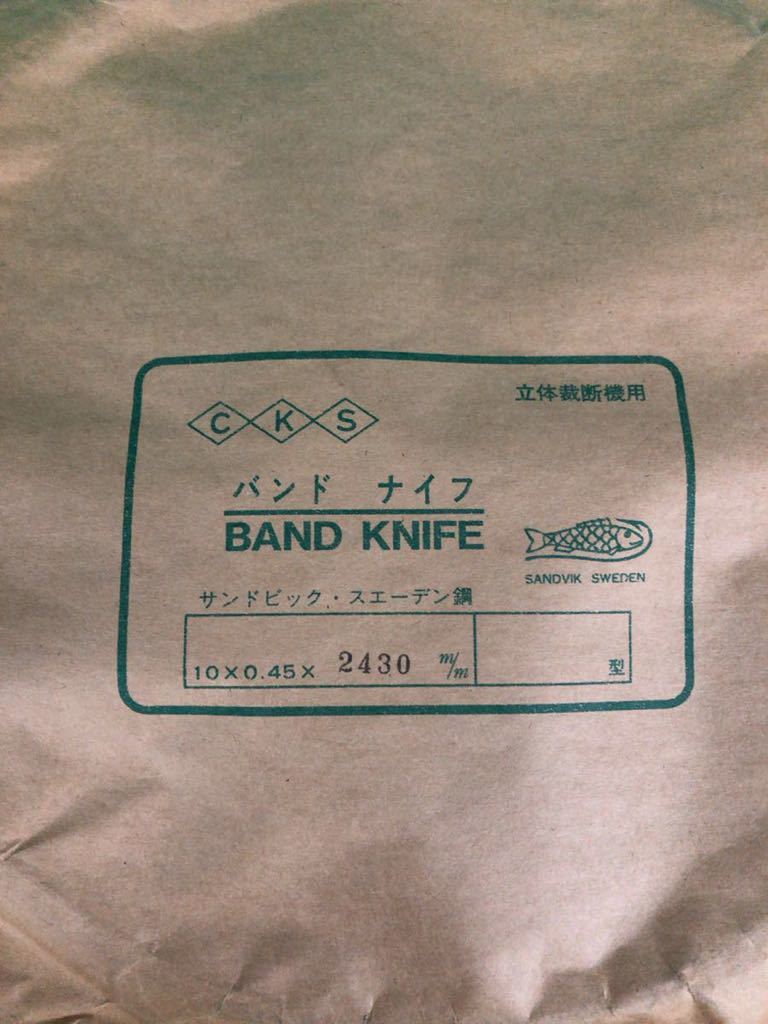 立体裁断機用
CKS
バンド ナイフ
BAND KNIFE
SANDVIK SWEDEN
サンドビック・スエーデン鋼
10×0.45× 2430 m/m
型